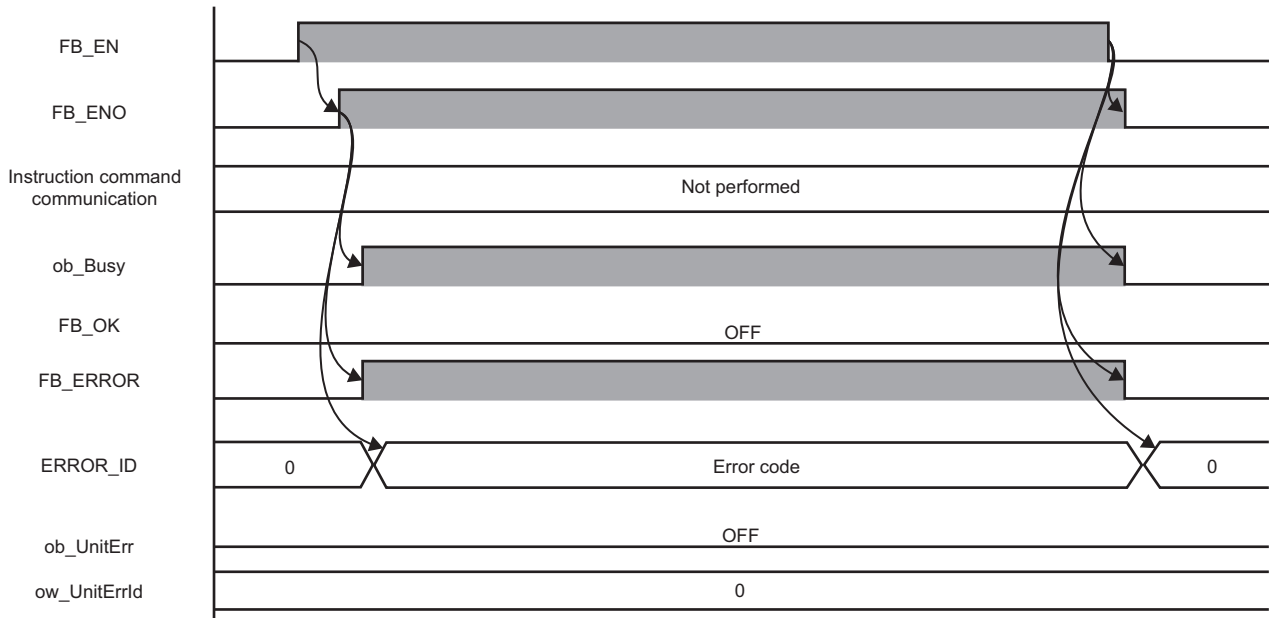 FB_EN
FB_ENO
Instruction command
communication
Not performed
ob_Busy
FB_OK
OFF
FB_ERROR
ERROR_ID
0
Error code
0
ob_UnitErr
OFF
ow_UnitErrId
0